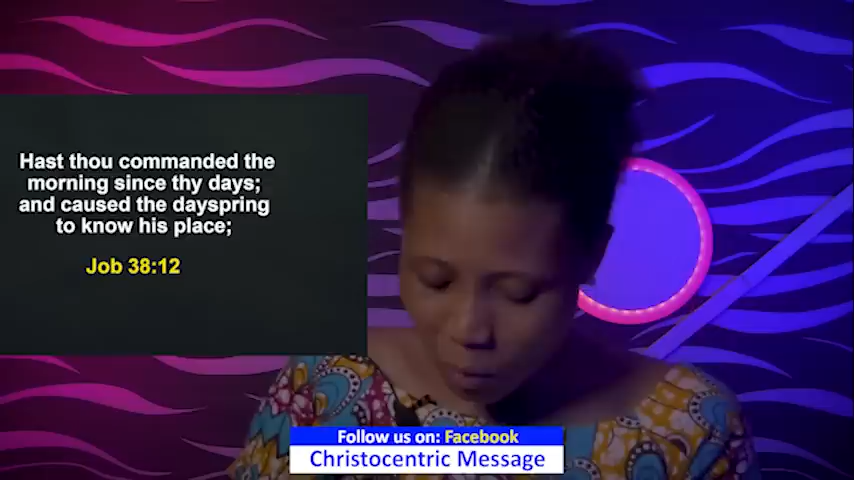 Hast thou commanded the
morning since thy days;
and caused the dayspring
to know his place;
Job 38:12
Follow us on: Facebook
Christocentric Message